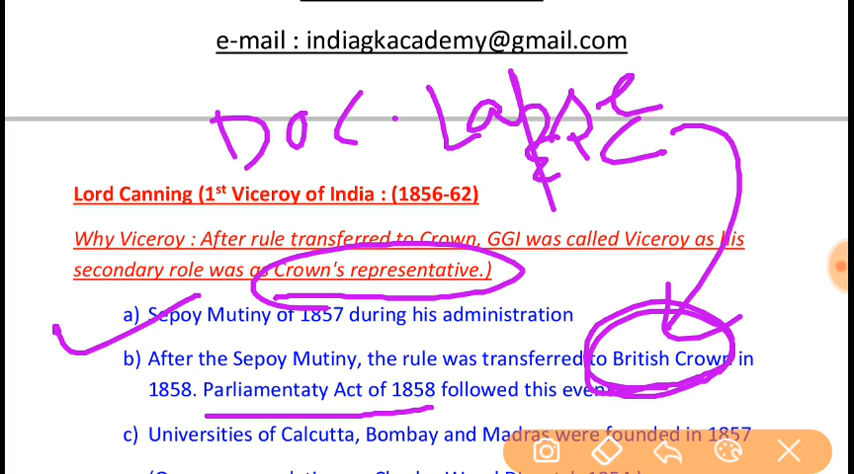 e-mail : indiagkacademy@gmail.com
DOC. Lapse
Lord Canning (1st Viceroy of India : (1856-62)
Why Viceroy : After rule transferred to Crown, GGI was called Viceroy as his
secondary role was as Crown's representative.)
a) Sepoy Mutiny of 1857 during his administration
b) After the Sepoy Mutiny, the rule was transferred to British Crown in
1858. Parliamentaty Act of 1858 followed this event
c) Universities of Calcutta, Bombay and Madras were founded in 1857